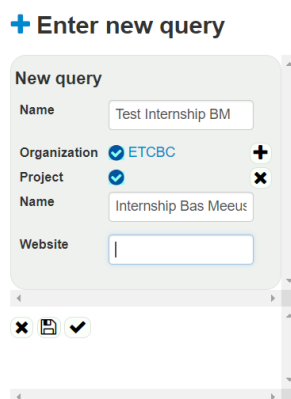 Enter new query
New query
Name
Test Internship BM
Organization ETCBC
Project
Name
Internship Bas Meeus
Website